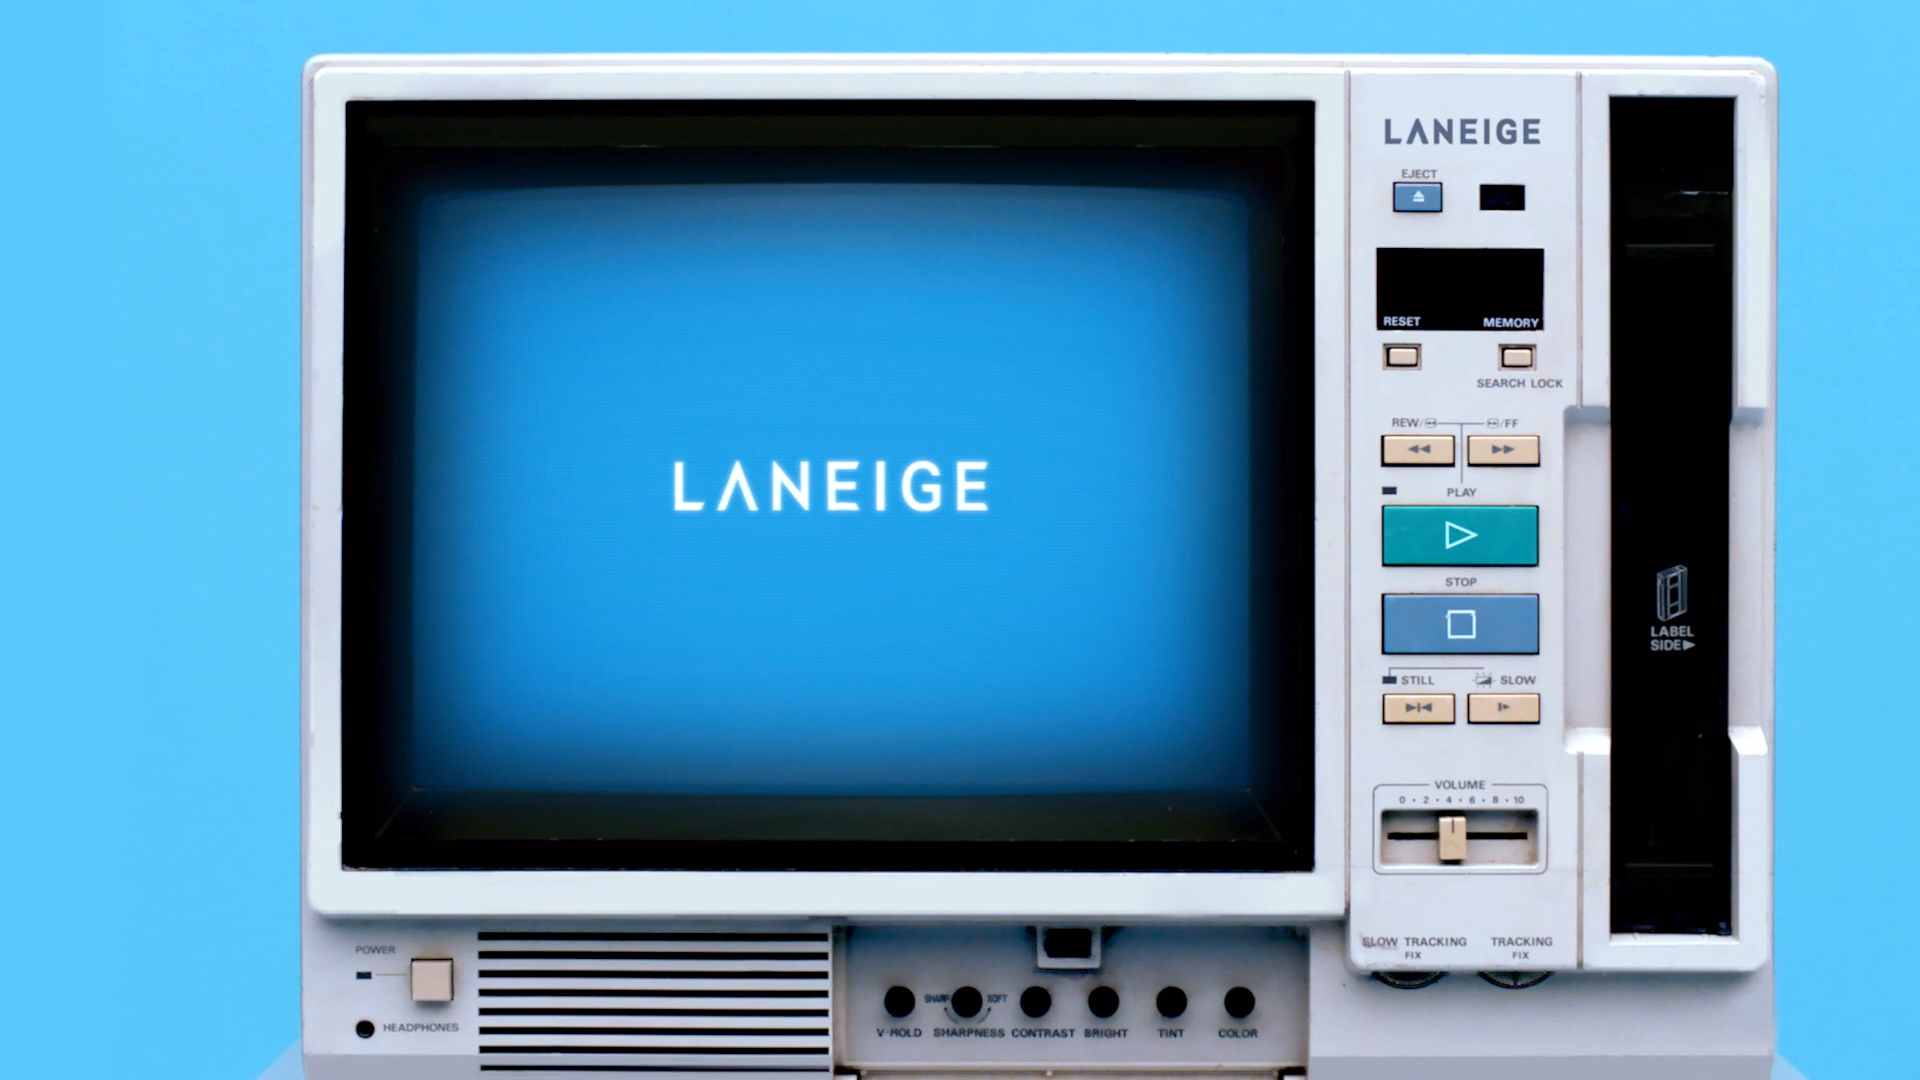 LANEIGE
LANEIGE
EJECT
RESET MEMORY
SEARCH LOCK
REW/ /FF
PLAY
STOP
STILL SLOW
VOLUME
0 · 2 · 4 · 6 · 8 · 10
LABEL
SIDE
SLOW TRACKING TRACKING
FIX FIX
POWER
HEADPHONES
SHARP SOFT
V-HOLD SHARPNESS CONTRAST BRIGHT TINT COLOR